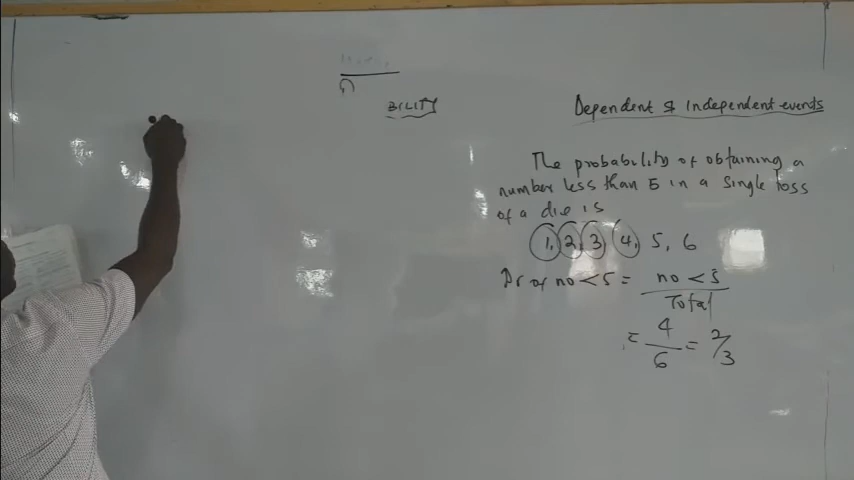 BILITY
Dependent & Independent events
The probability of obtaining a
number less than 5 in a single toss
of a die is
1, 2, 3, 4, 5, 6
Pr of no < 5 = no < 5 / Total
= 4/6 = 2/3